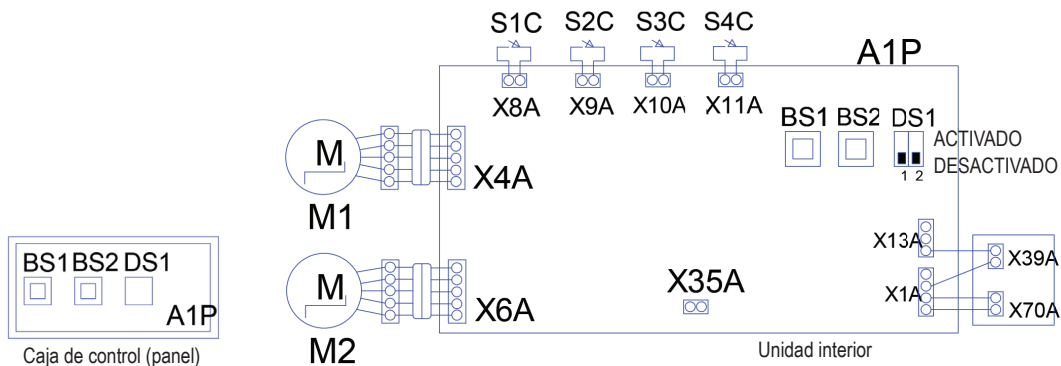 S1C S2C S3C S4C
A1P
X8A X9A X10A X11A
BS1 BS2 DS1
ACTIVADO
DESACTIVADO
1 2
M
X4A
M1
X13A
X39A
BS1 BS2 DS1
X35A
M
X1A
X6A
X70A
A1P
M2
Caja de control (panel)
Unidad interior